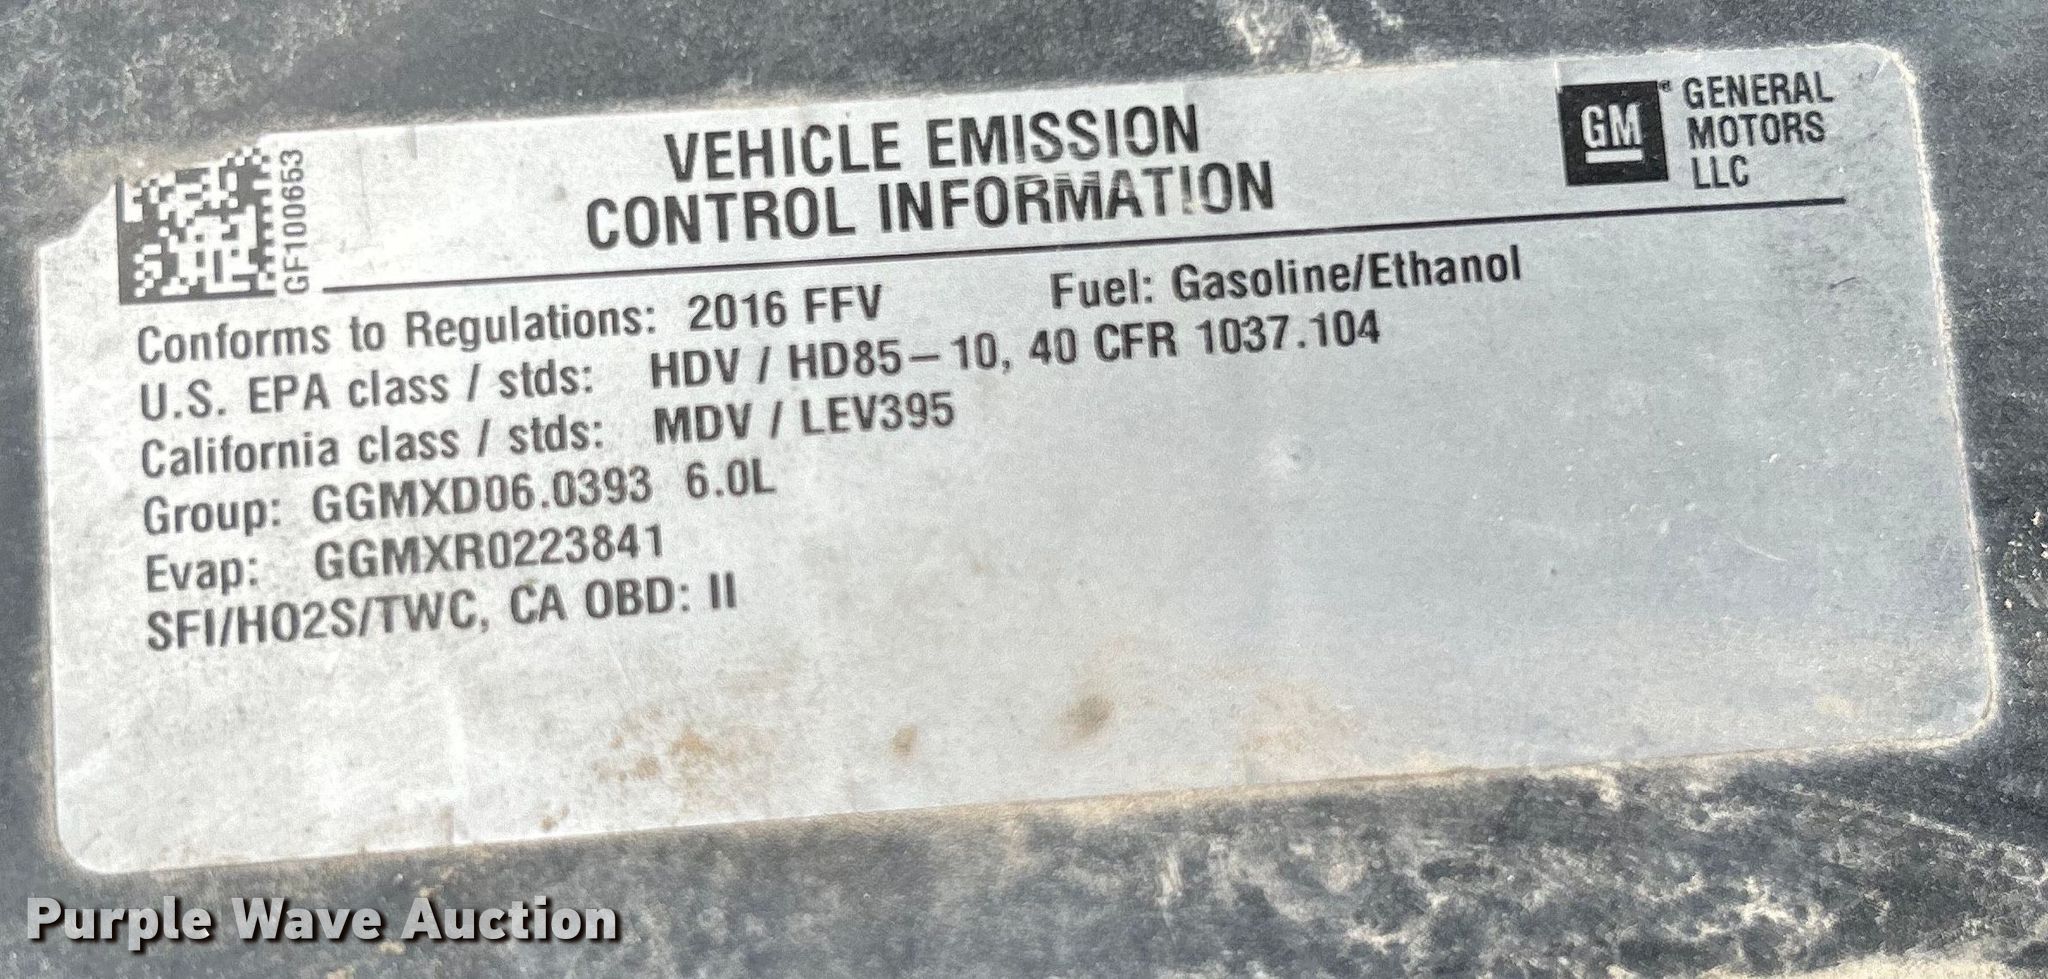 GF100653
VEHICLE EMISSION
CONTROL INFORMATION
GM
GENERAL
MOTORS
LLC
Conforms to Regulations: 2016 FFV Fuel: Gasoline/Ethanol
U.S. EPA class / stds: HDV / HD85-10, 40 CFR 1037.104
California class / stds: MDV / LEV395
Group: GGMXD06.0393 6.0L
Evap: GGMXR0223841
SFI/HO2S/TWC, CA OBD: II
Purple Wave Auction